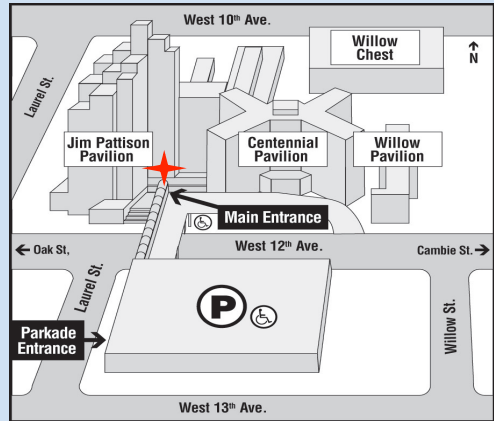 West 10th Ave.
Willow
Chest
N
Laurel St.
Jim Pattison
Pavilion
Centennial
Pavilion
Willow
Pavilion
Main Entrance
Oak St,
West 12th Ave.
Cambie St.
Laurel St.
P
Willow St.
Parkade
Entrance
West 13th Ave.